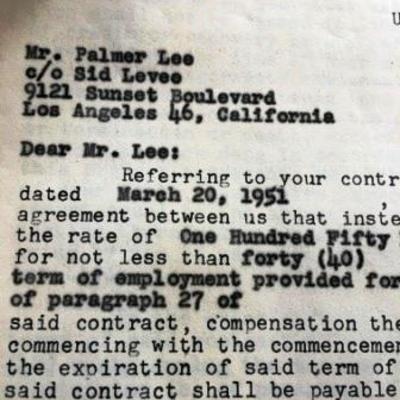 U
Mr. Palmer Lee
c/o Sid Levee
9121 Sunset Boulevard
Los Angeles 46, California
Dear Mr. Lee:
Referring to your contr
dated March 20, 1951 ,
agreement between us that inste
the rate of One Hundred Fifty
for not less than forty (40)
term of employment provided for
of paragraph 27 of
said contract, compensation the
commencing with the commencemen
the expiration of said term of
said contract shall be payable